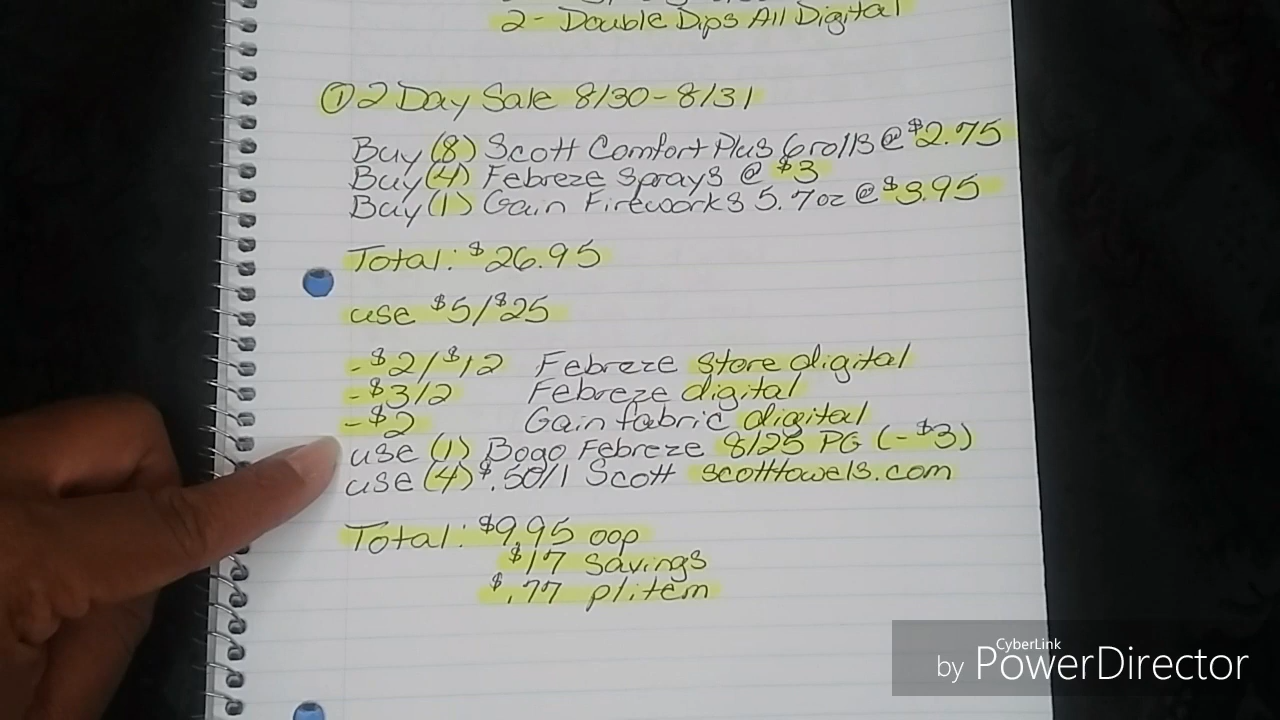 2- Double Dips All Digital
① 2 Day Sale 8/30-8/31
Buy (8) Scott Comfort Plus 6rolls @ $2.75
Buy (4) Febreze Sprays @ $3
Buy (1) Gain Fireworks 5.7oz @ $3.95
Total: $26.95
use $5/$25
-$2/$12 Febreze store digital
-$3/2 Febreze digital
-$2 Gain fabric digital
use (1) Bogo Febreze 8/25 PG (-$3)
use (4) $.50/1 Scott scotttowels.com
Total: $9.95 oop
$17 savings
$.77 p/item
CyberLink
by PowerDirector